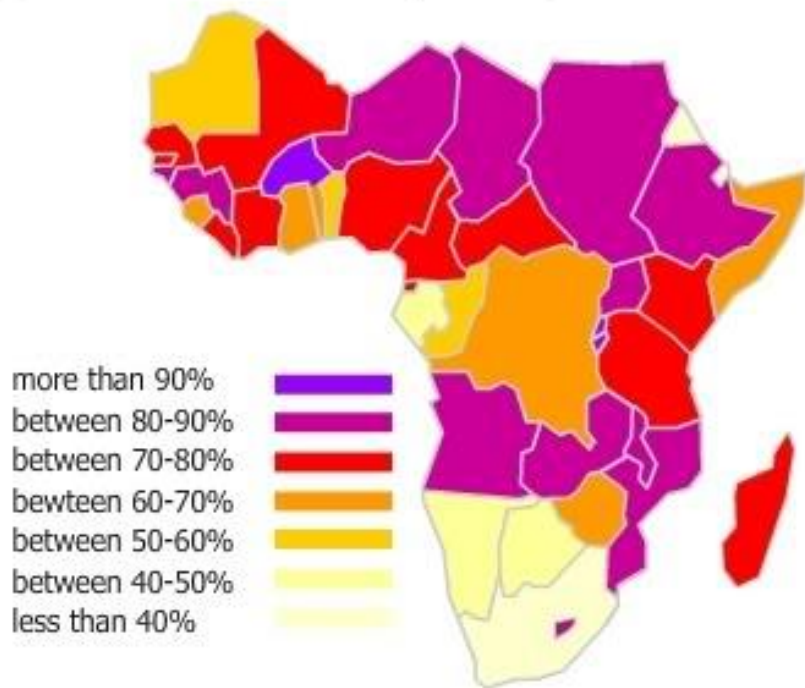 more than 90%
between 80-90%
between 70-80%
bewteen 60-70%
between 50-60%
between 40-50%
less than 40%